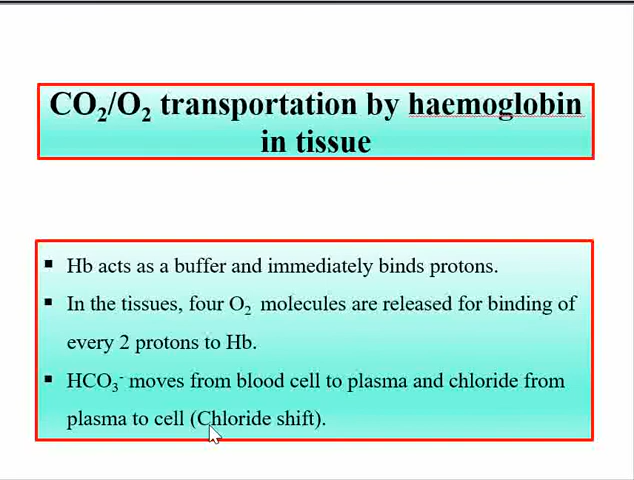 CO₂/O₂ transportation by haemoglobin
in tissue
▪ Hb acts as a buffer and immediately binds protons.
▪ In the tissues, four O₂ molecules are released for binding of
every 2 protons to Hb.
▪ HCO₃⁻ moves from blood cell to plasma and chloride from
plasma to cell (Chloride shift).